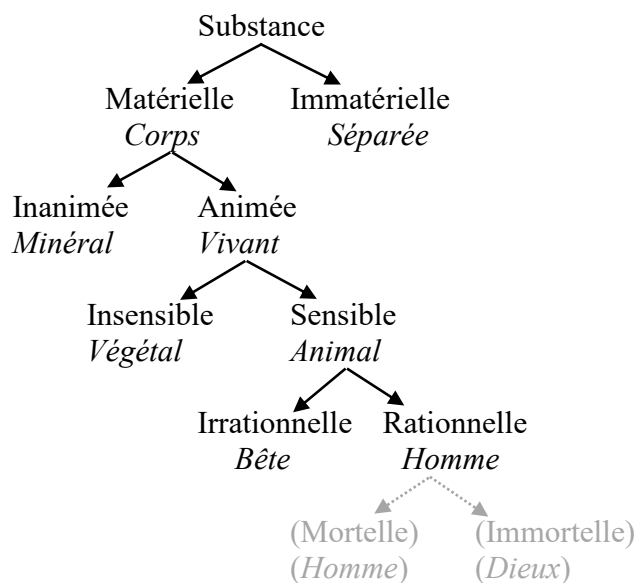 Substance
Matérielle Immatérielle
Corps Séparée
Inanimée Animée
Minéral Vivant
Insensible Sensible
Végétal Animal
Irrationnelle Rationnelle
Bête Homme
(Mortelle) (Immortelle)
(Homme) (Dieux)